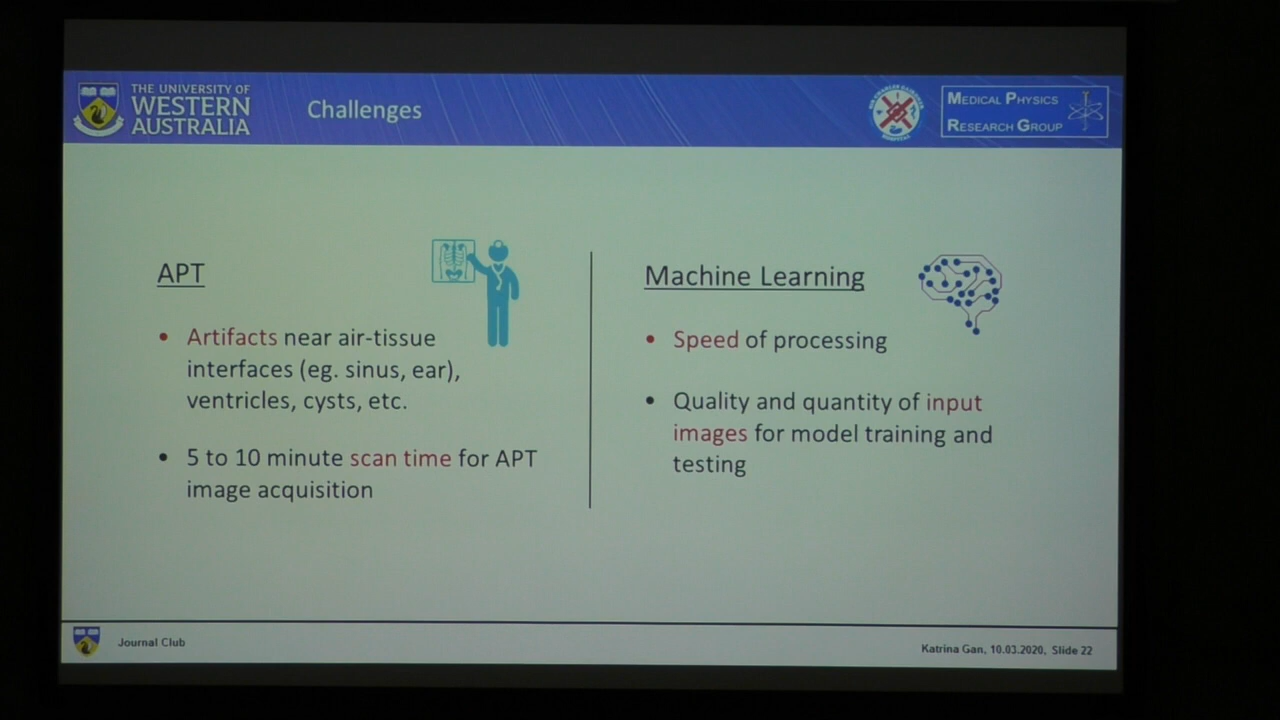 THE UNIVERSITY OF
WESTERN
AUSTRALIA
Challenges
MEDICAL PHYSICS
RESEARCH GROUP
APT
• Artifacts near air-tissue
interfaces (eg. sinus, ear),
ventricles, cysts, etc.
• 5 to 10 minute scan time for APT
image acquisition
Machine Learning
• Speed of processing
• Quality and quantity of input
images for model training and
testing
Journal Club
Katrina Gan, 10.03.2020, Slide 22